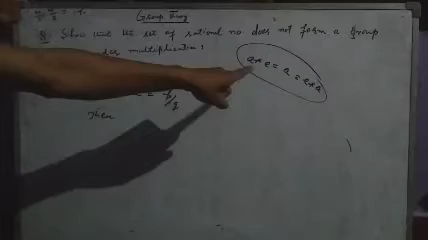 Group Theory
Q. Show that the set of rational no does not form a Group
under multiplication:
a*e = a = e*a
= p/q
Then